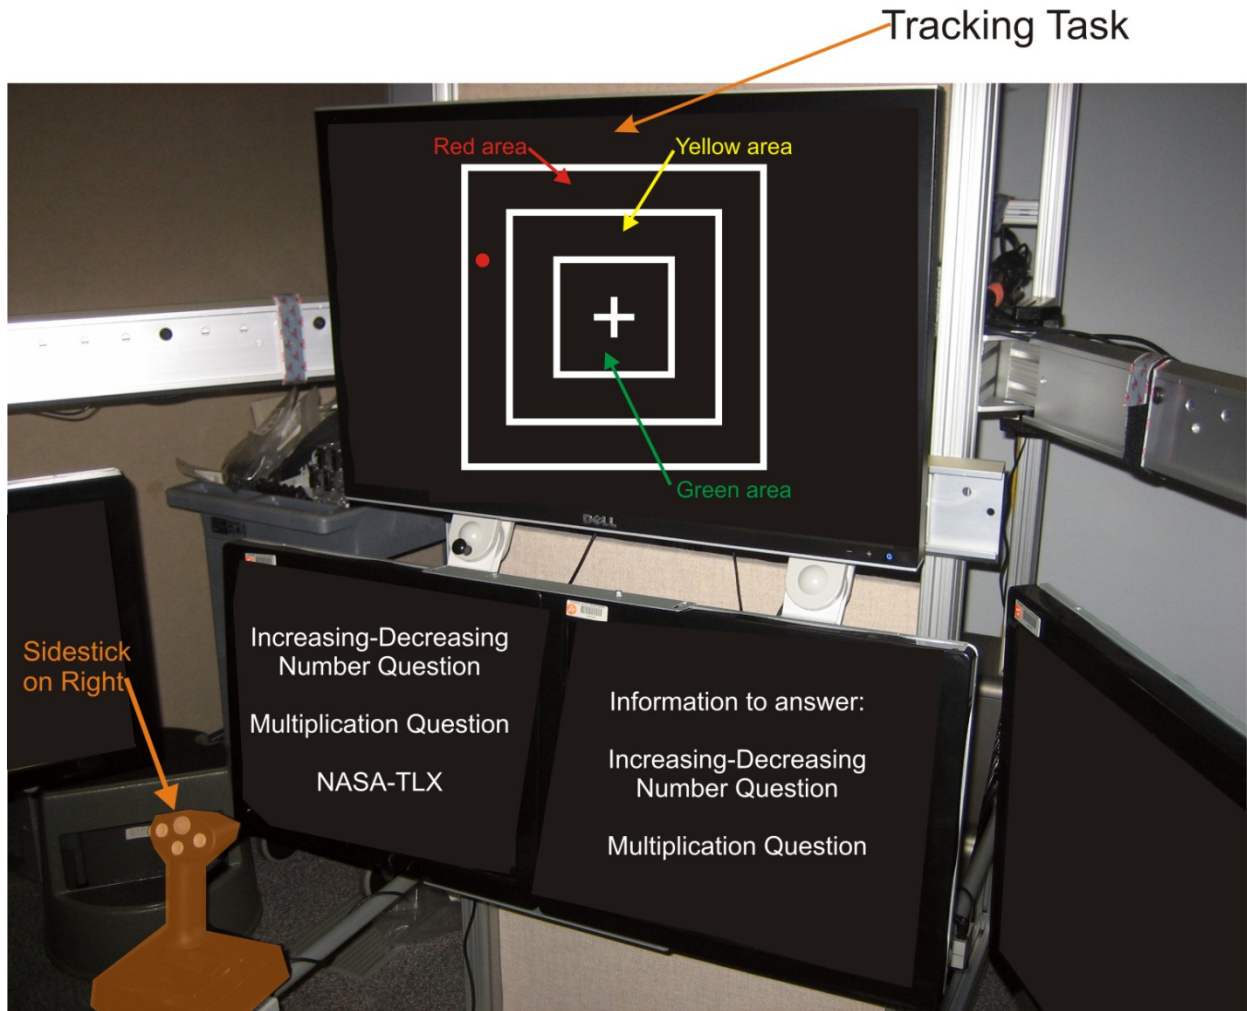 Tracking Task
Red area
Yellow area
Green area
DELL
Sidestick
on Right
Increasing-Decreasing
Number Question
Multiplication Question
NASA-TLX
Information to answer:
Increasing-Decreasing
Number Question
Multiplication Question